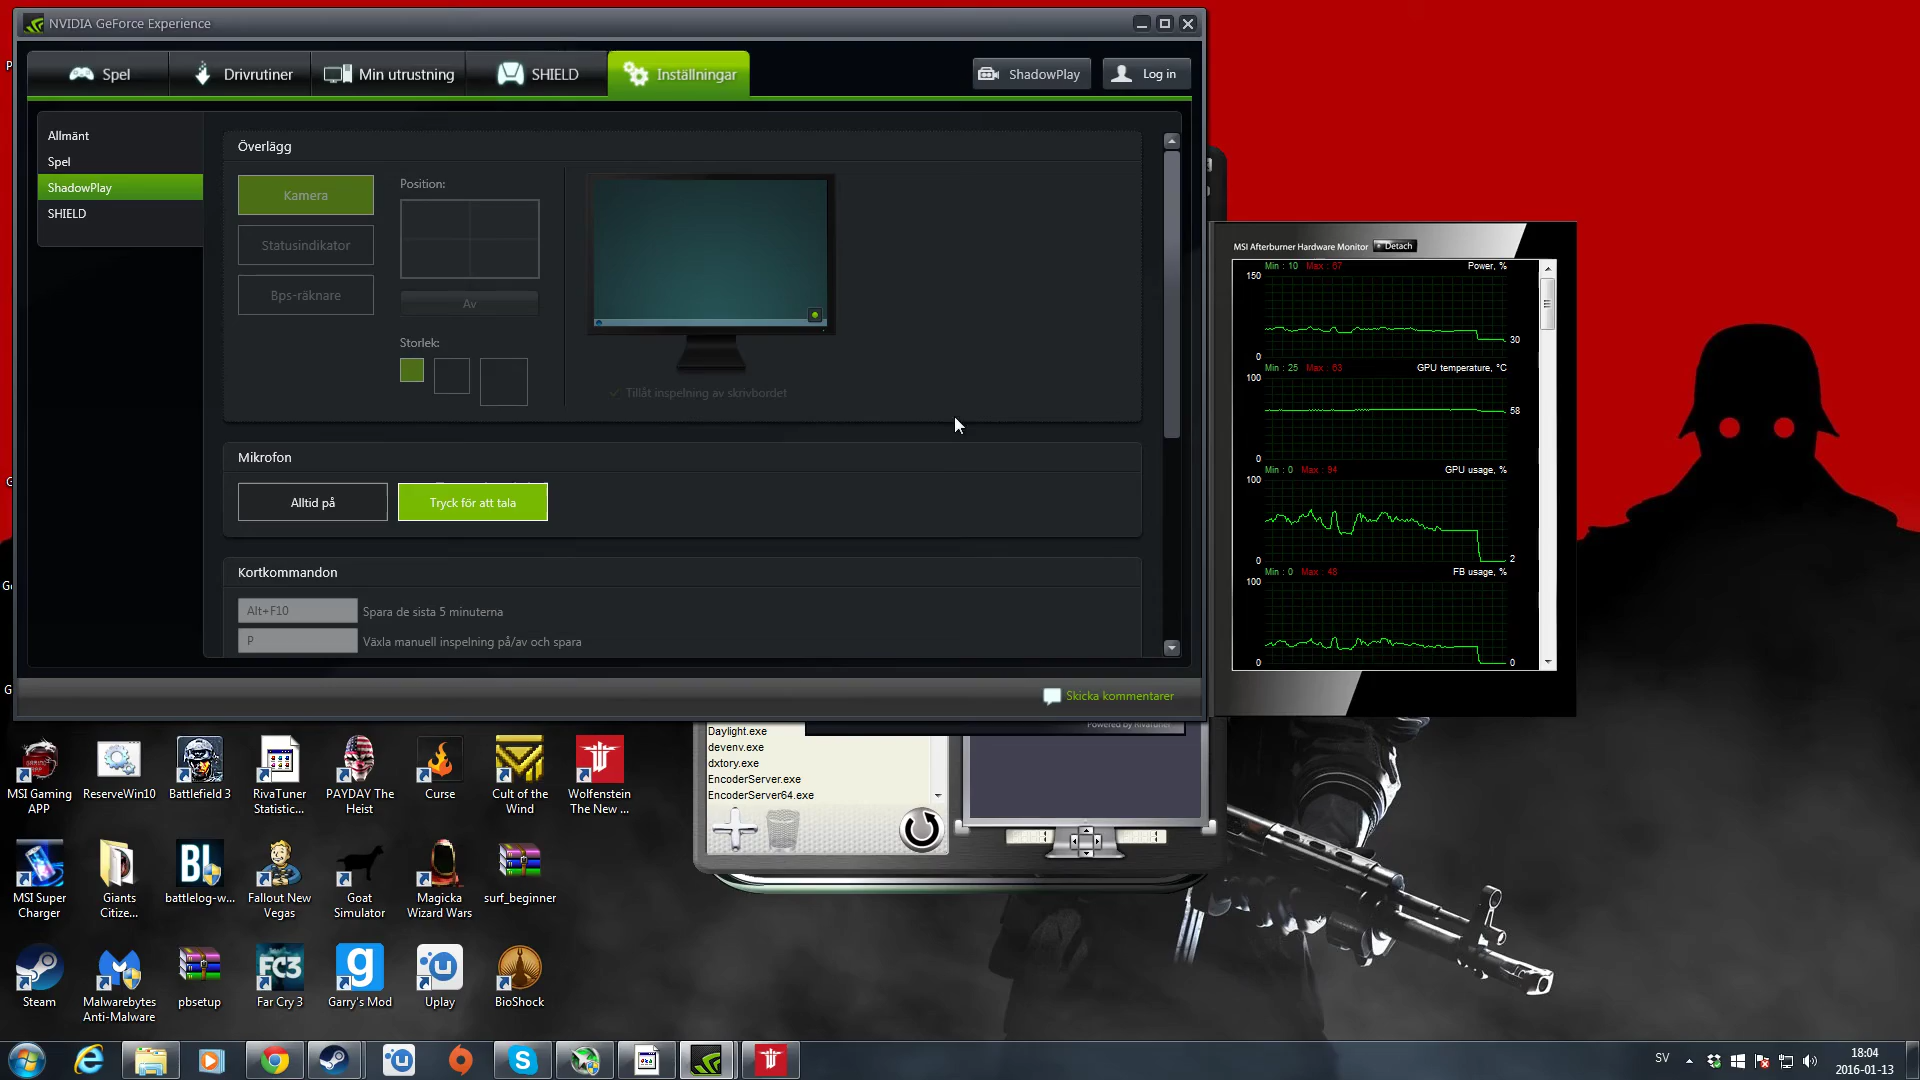 NVIDIA GeForce Experience
Spel
Drivrutiner
Min utrustning
SHIELD
Inställningar
ShadowPlay
Log in
Allmänt
Spel
ShadowPlay
SHIELD
Överlägg
Kamera
Statusindikator
Bps-räknare
Position:
Av
Storlek:
Tillåt inspelning av skrivbordet
Mikrofon
Alltid på
Tryck för att tala
Kortkommandon
Alt+F10
Spara de sista 5 minuterna
P
Växla manuell inspelning på/av och spara
Skicka kommentarer
MSI Afterburner Hardware Monitor
Detach
Min : 10 Max : 67 Power, %
150
30
0
Min : 25 Max : 63 GPU temperature, °C
100
58
0
Min : 0 Max : 94 GPU usage, %
100
2
0
Min : 0 Max : 48 FB usage, %
100
0
0
Powered by RivaTuner
Daylight.exe
devenv.exe
dxtory.exe
EncoderServer.exe
EncoderServer64.exe
MSI Gaming APP
ReserveWin10
Battlefield 3
RivaTuner Statistic...
PAYDAY The Heist
Curse
Cult of the Wind
Wolfenstein The New ...
MSI Super Charger
Giants Citize...
battlelog-w...
Fallout New Vegas
Goat Simulator
Magicka Wizard Wars
surf_beginner
Steam
Malwarebytes Anti-Malware
pbsetup
FC3
Far Cry 3
Garry's Mod
Uplay
BioShock
SV
18:04
2016-01-13